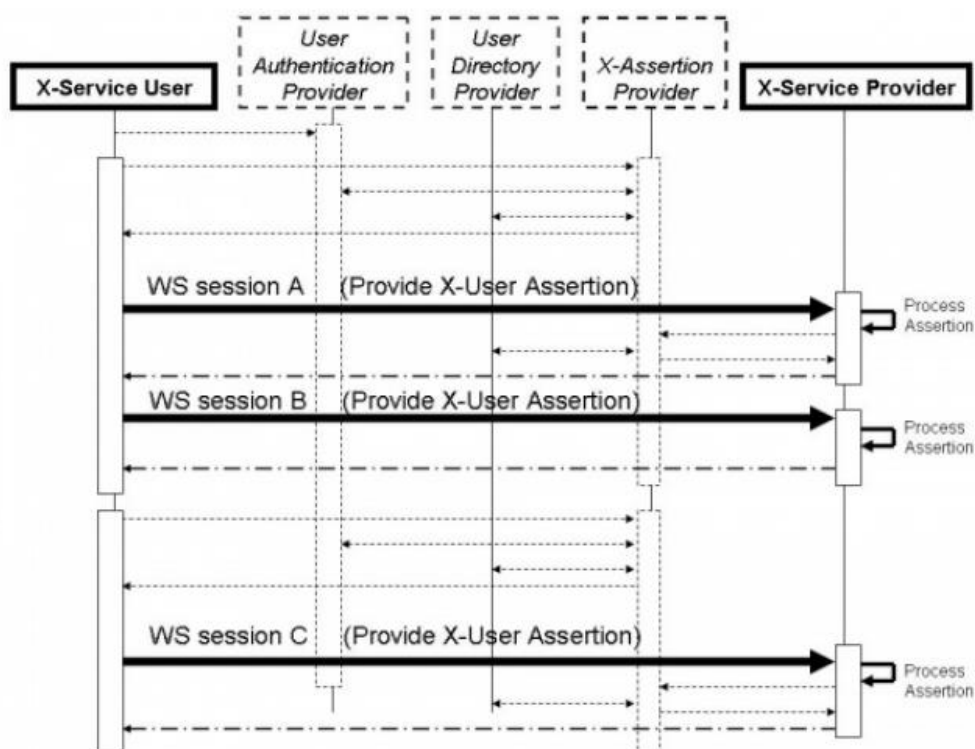 User
Authentication
Provider
User
Directory
Provider
X-Assertion
Provider
X-Service User
X-Service Provider
WS session A (Provide X-User Assertion)
Process
Assertion
WS session B (Provide X-User Assertion)
Process
Assertion
WS session C (Provide X-User Assertion)
Process
Assertion